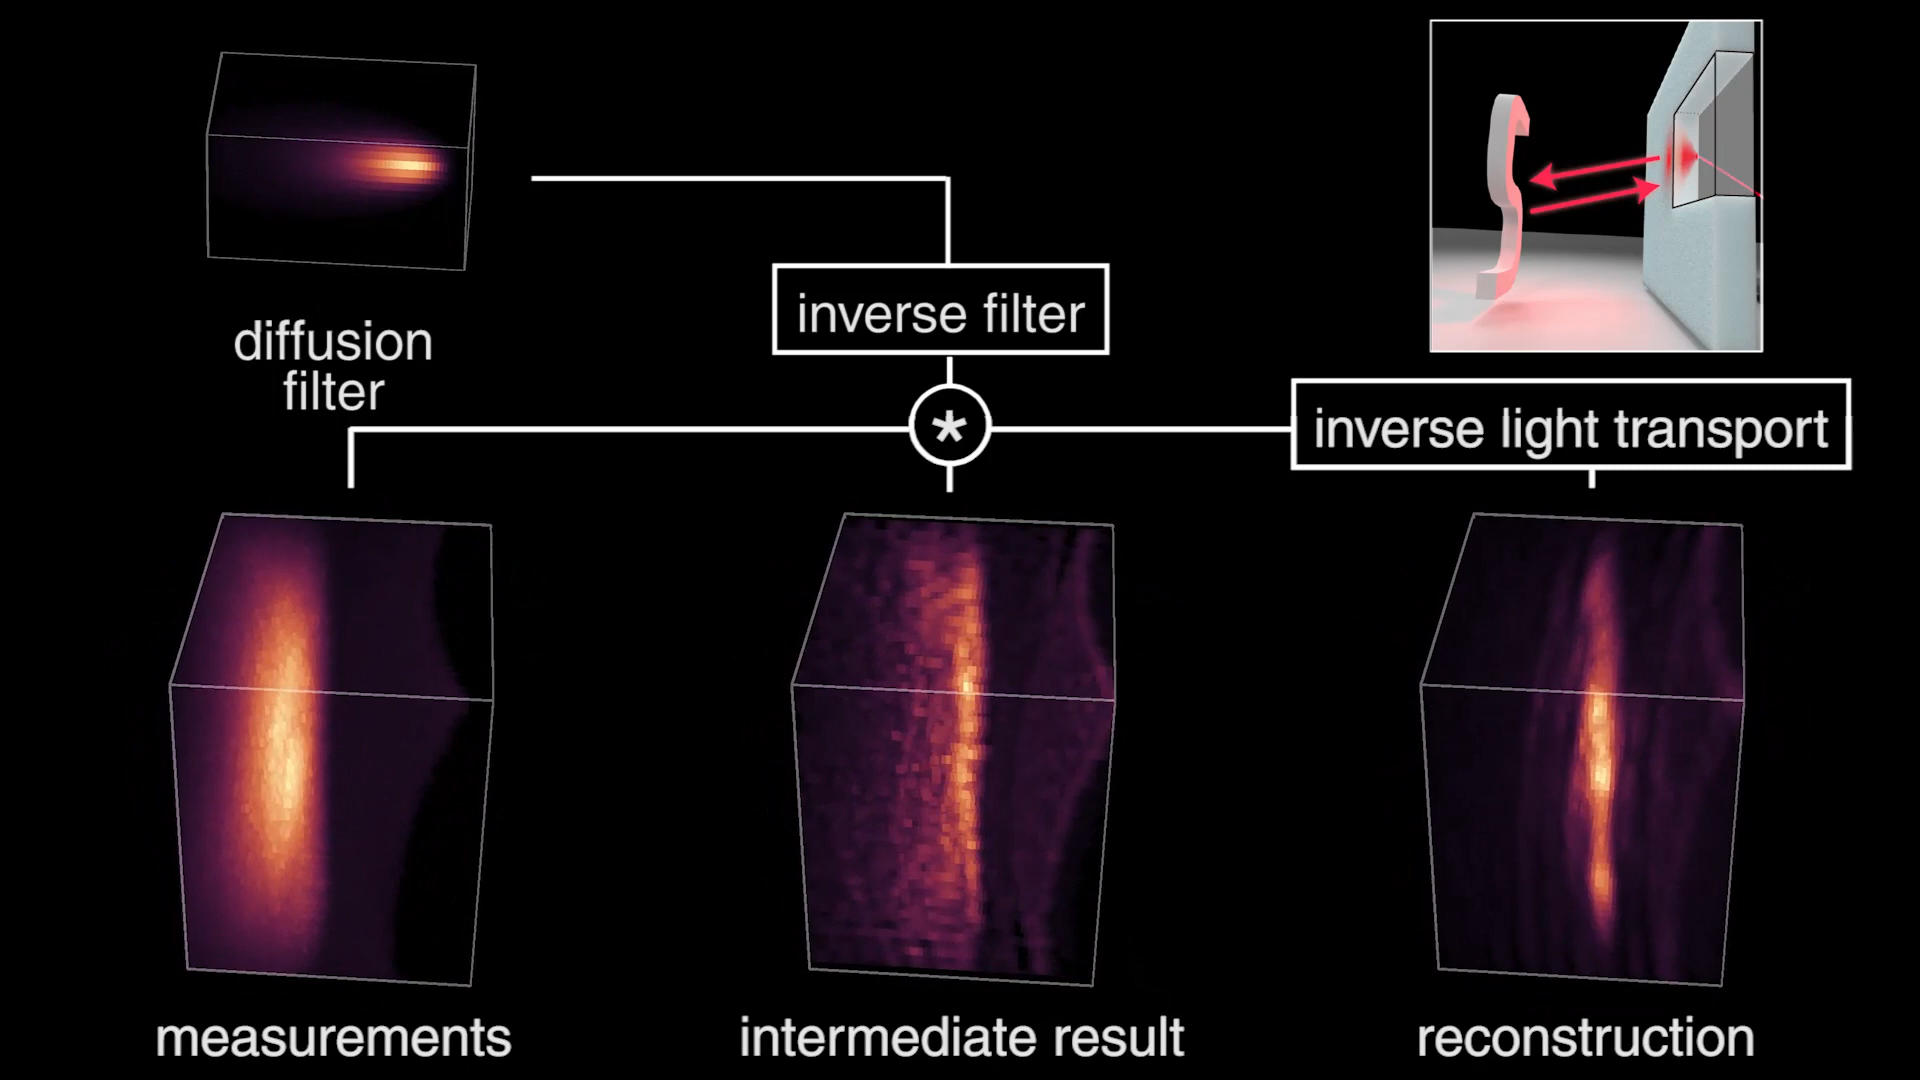 diffusion
filter
inverse filter
*
inverse light transport
measurements
intermediate result
reconstruction